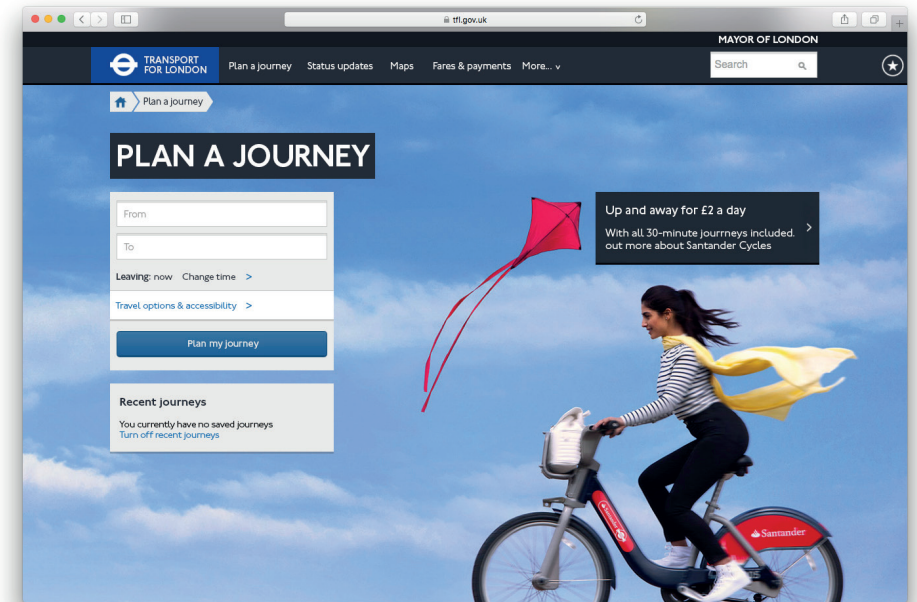 tfl.gov.uk
MAYOR OF LONDON
TRANSPORT
FOR LONDON
Plan a journey Status updates Maps Fares & payments More...
Search
Plan a journey
PLAN A JOURNEY
From
To
Leaving: now Change time >
Travel options & accessibility >
Plan my journey
Recent journeys
You currently have no saved journeys
Turn off recent journeys
Up and away for £2 a day
With all 30-minute jourrneys included.
out more about Santander Cycles
Santander
Santander